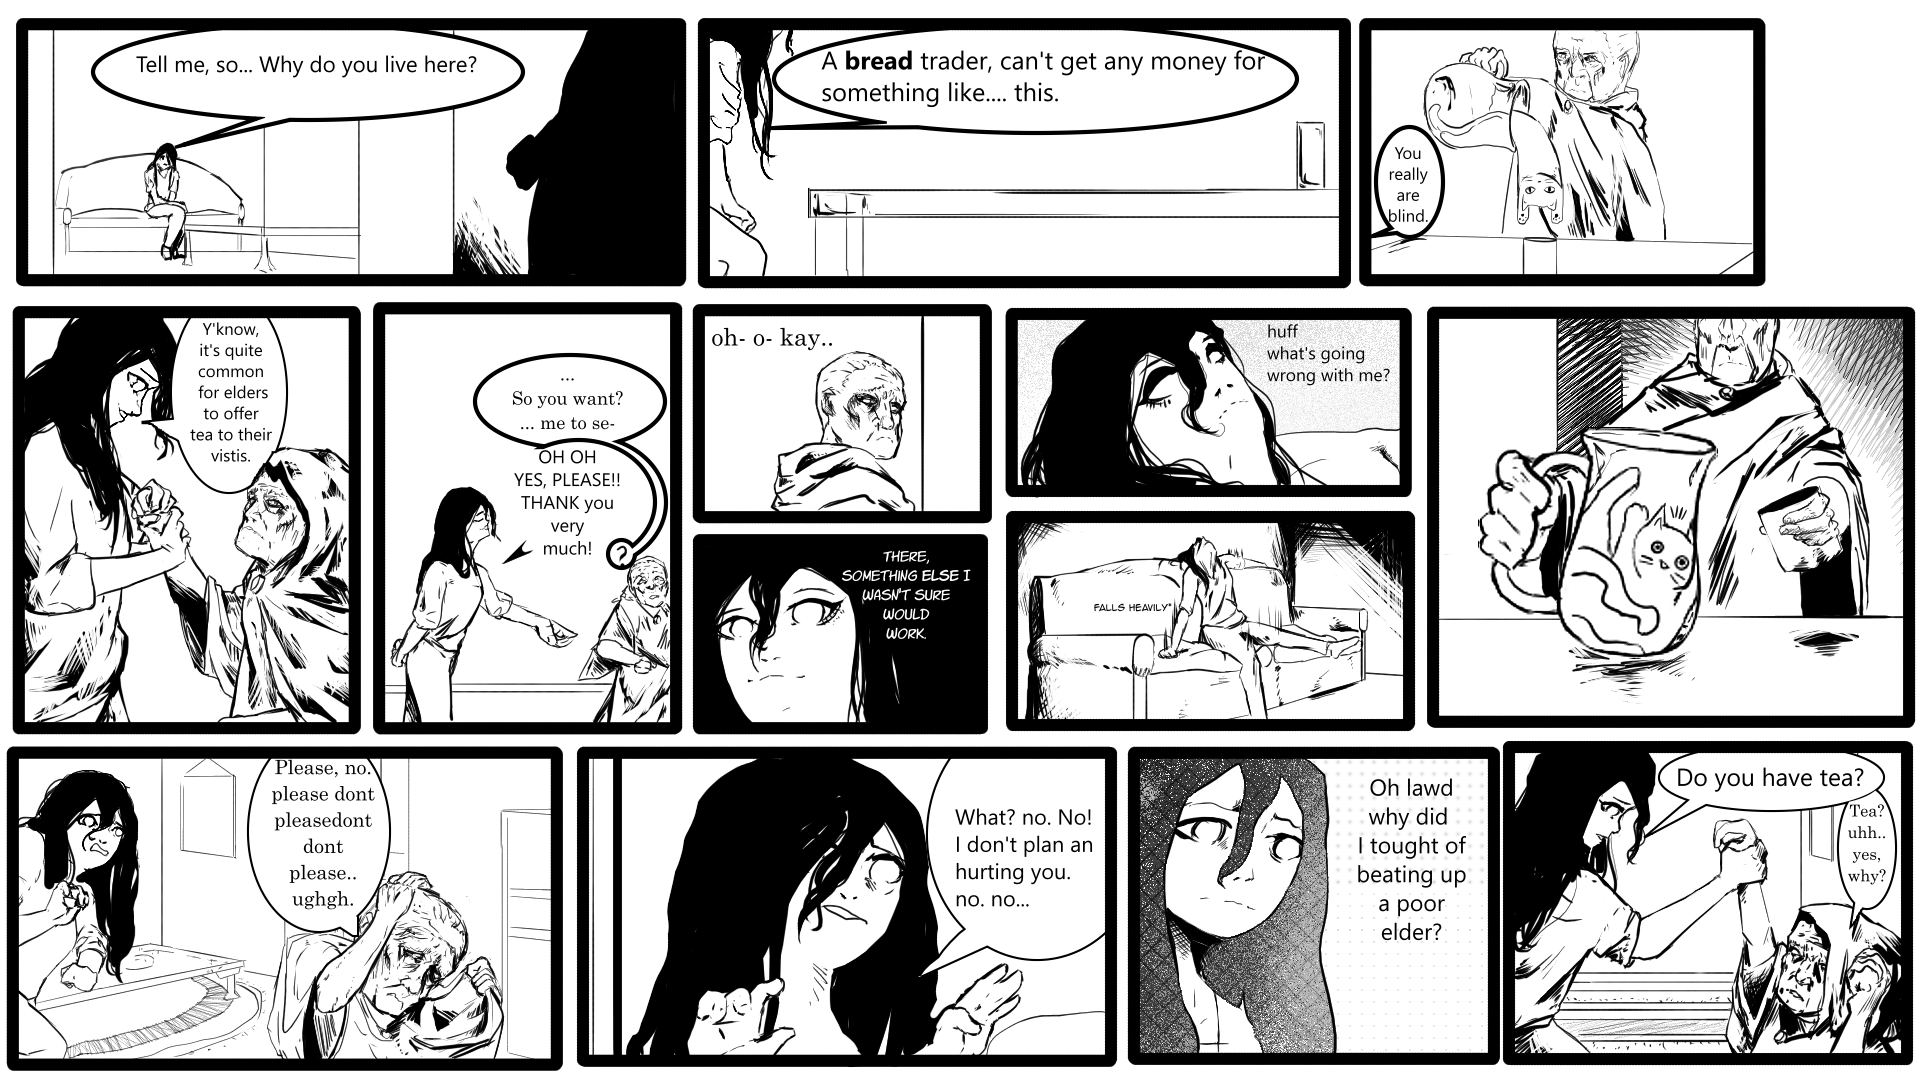 Tell me, so... Why do you live here?
A bread trader, can't get any money for
something like.... this.
You
really
are
blind.
Y'know,
it's quite
common
for elders
to offer
tea to their
vistis.
...
So you want?
... me to se-
OH OH
YES, PLEASE!!
THANK you
very
much!
?
oh- o- kay..
THERE,
SOMETHING ELSE I
WASN'T SURE
WOULD
WORK.
huff
what's going
wrong with me?
FALLS HEAVILY*
Please, no.
please dont
pleasedont
dont
please..
ughgh.
What? no. No!
I don't plan an
hurting you.
no. no...
Oh lawd
why did
I tought of
beating up
a poor
elder?
Do you have tea?
Tea?
uhh..
yes,
why?